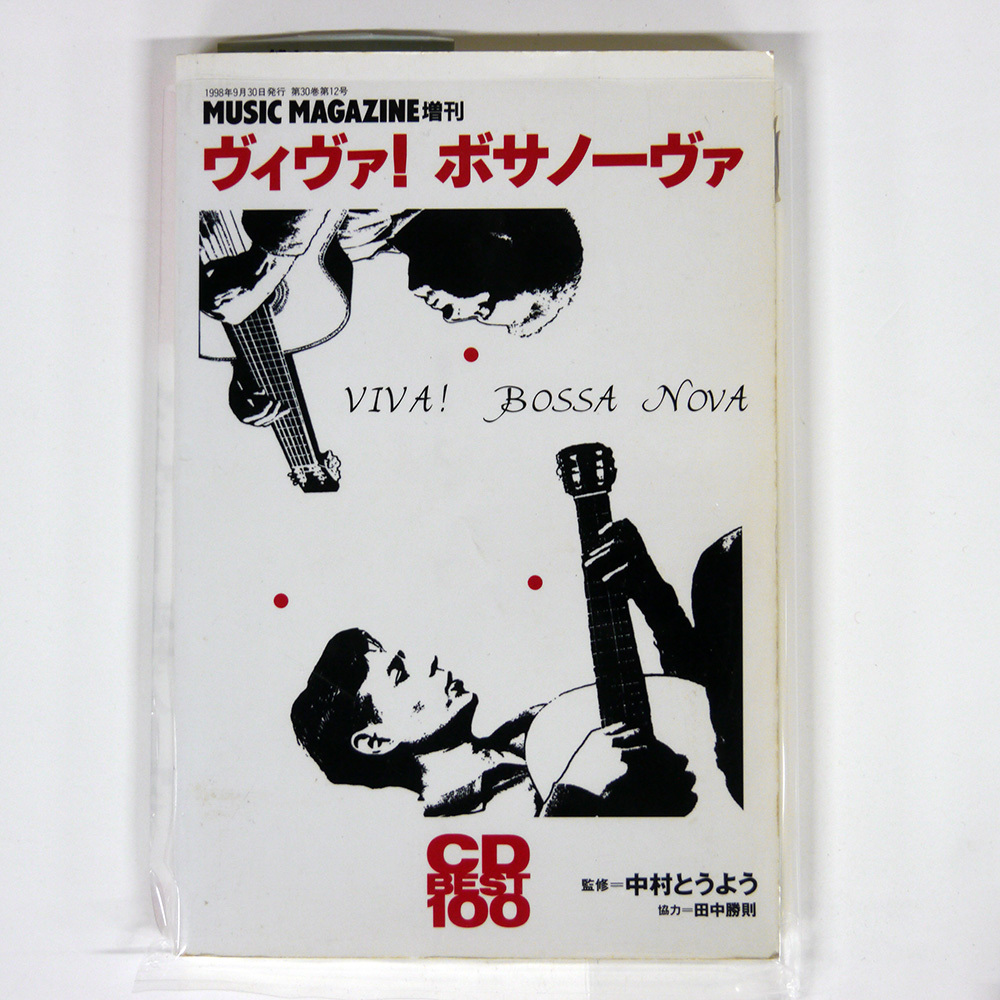 1998年9月30日発行 第30巻第12号
MUSIC MAGAZINE増刊
ヴィヴァ! ボサノーヴァ
VIVA! BOSSA NOVA
CD
BEST
100
監修=中村とうよう
協力=田中勝則